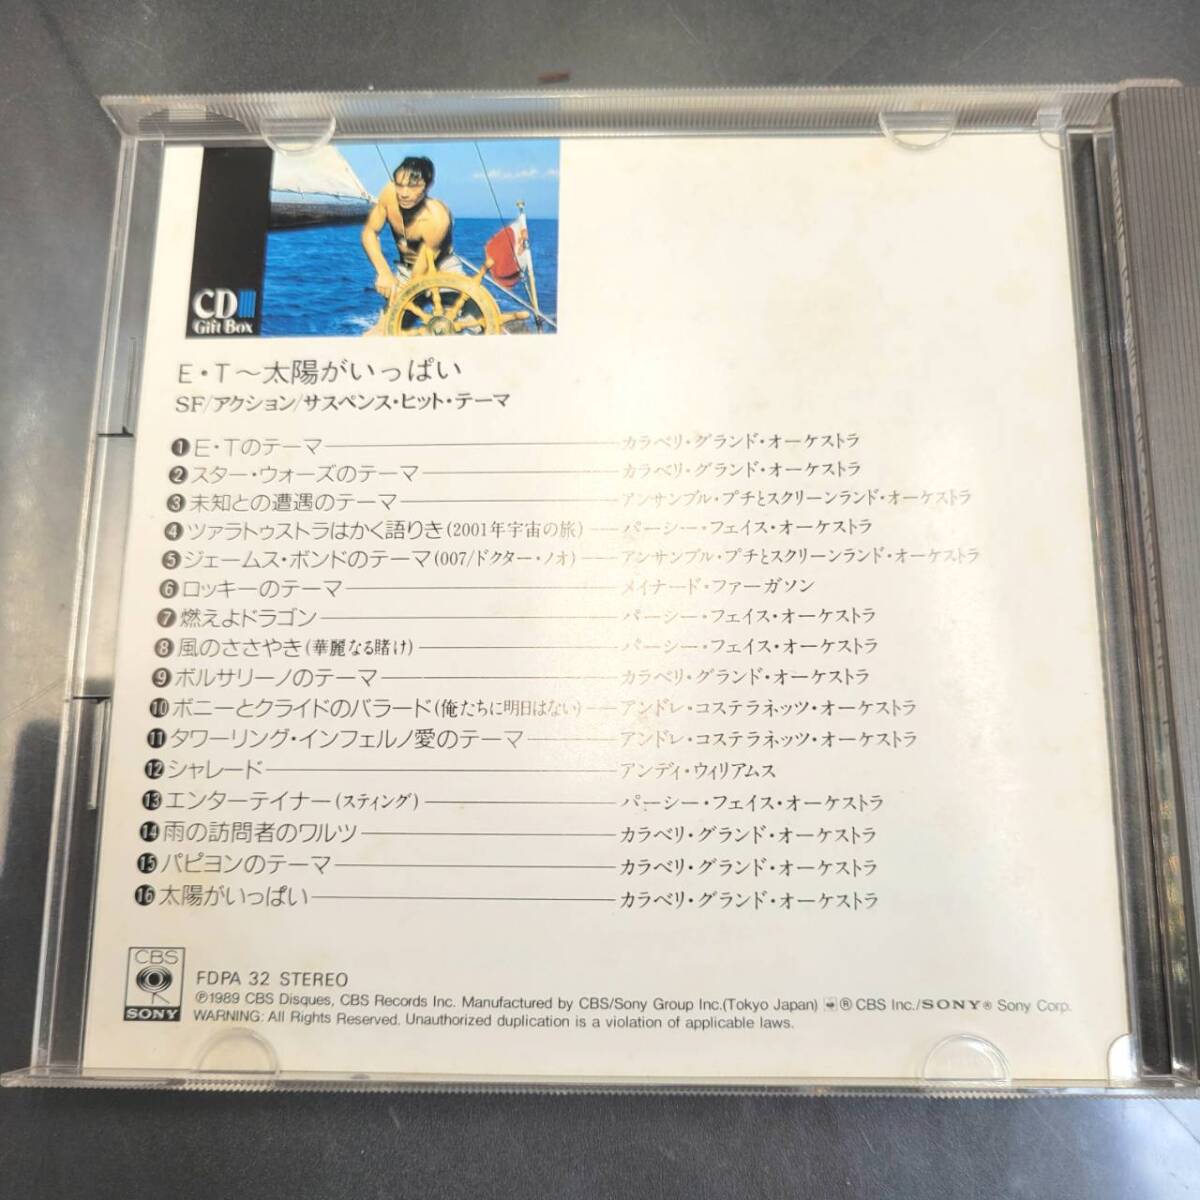 CD
Gift Box
E・T～太陽がいっぱい
SF/アクション/サスペンス・ヒット・テーマ
1 E・Tのテーマ カラベリ・グランド・オーケストラ
2 スター・ウォーズのテーマ カラベリ・グランド・オーケストラ
3 未知との遭遇のテーマ アンサンブル・プチとスクリーンランド・オーケストラ
4 ツァラトゥストラはかく語りき(2001年宇宙の旅) パーシー・フェイス・オーケストラ
5 ジェームス・ボンドのテーマ(007/ドクター・ノオ) アンサンブル・プチとスクリーンランド・オーケストラ
6 ロッキーのテーマ メイナード・ファーガソン
7 燃えよドラゴン パーシー・フェイス・オーケストラ
8 風のささやき(華麗なる賭け) パーシー・フェイス・オーケストラ
9 ボルサリーノのテーマ カラベリ・グランド・オーケストラ
10 ボニーとクライドのバラード(俺たちに明日はない) アンドレ・コステラネッツ・オーケストラ
11 タワーリング・インフェルノ愛のテーマ アンドレ・コステラネッツ・オーケストラ
12 シャレード アンディ・ウィリアムス
13 エンターテイナー(スティング) パーシー・フェイス・オーケストラ
14 雨の訪問者のワルツ カラベリ・グランド・オーケストラ
15 パピヨンのテーマ カラベリ・グランド・オーケストラ
16 太陽がいっぱい カラベリ・グランド・オーケストラ
CBS
SONY
FDPA 32 STEREO
℗1989 CBS Disques, CBS Records Inc. Manufactured by CBS/Sony Group Inc.(Tokyo Japan) ® CBS Inc./SONY® Sony Corp.
WARNING: All Rights Reserved. Unauthorized duplication is a violation of applicable laws.